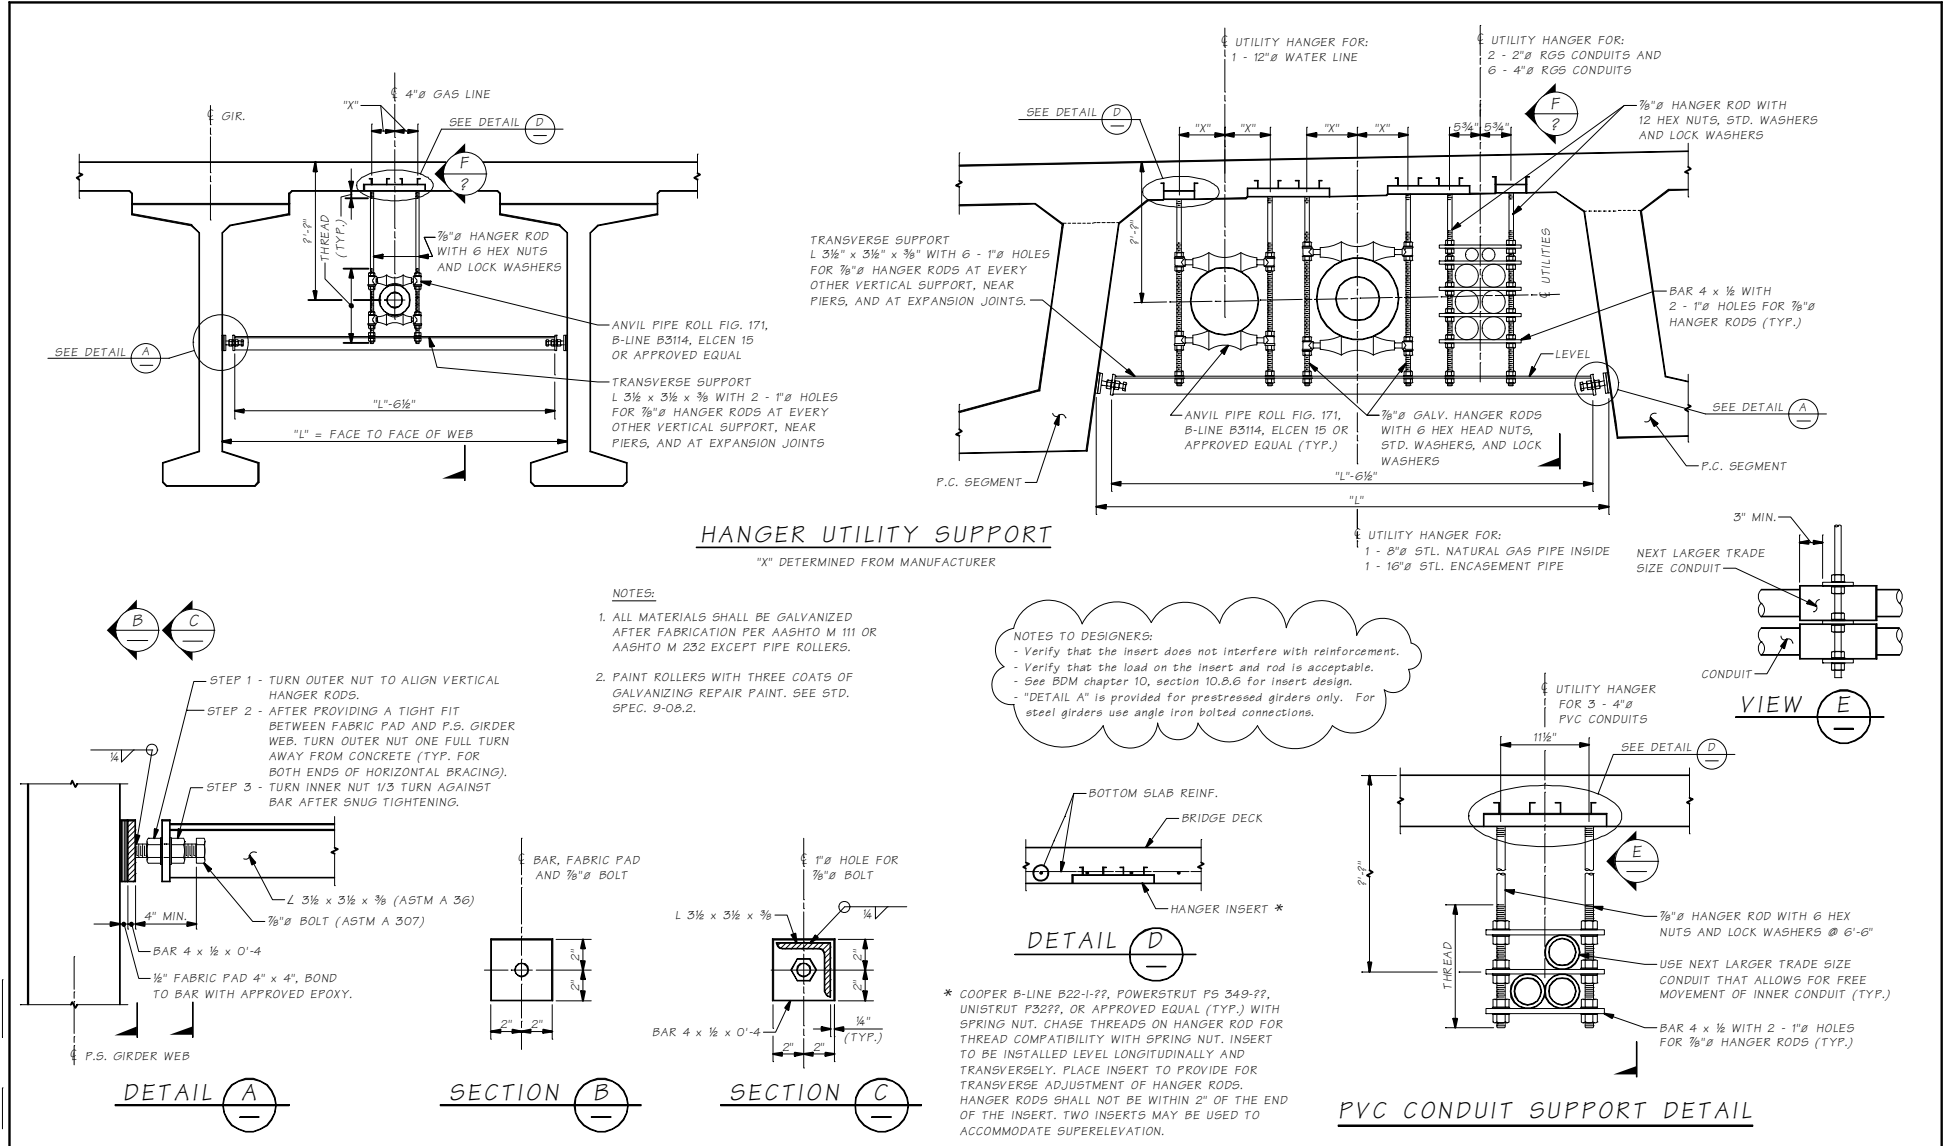 ℄ GIR.
"X"
℄ 4"ø GAS LINE
SEE DETAIL D
F
?
?'-?"
THREAD
(TYP.)
⅞"ø HANGER ROD
WITH 6 HEX NUTS
AND LOCK WASHERS
ANVIL PIPE ROLL FIG. 171,
B-LINE B3114, ELCEN 15
OR APPROVED EQUAL
SEE DETAIL A
TRANSVERSE SUPPORT
L 3½ x 3½ x ⅜ WITH 2 - 1"ø HOLES
FOR ⅞"ø HANGER RODS AT EVERY
OTHER VERTICAL SUPPORT, NEAR
PIERS, AND AT EXPANSION JOINTS
"L"-6½"
"L" = FACE TO FACE OF WEB
℄ UTILITY HANGER FOR:
1 - 12"ø WATER LINE
℄ UTILITY HANGER FOR:
2 - 2"ø RGS CONDUITS AND
6 - 4"ø RGS CONDUITS
SEE DETAIL D
F
?
⅞"ø HANGER ROD WITH
12 HEX NUTS, STD. WASHERS
AND LOCK WASHERS
"X" "X" "X" "X" 5¾" 5¾"
?'-?"
TRANSVERSE SUPPORT
L 3½" x 3½" x ⅜" WITH 6 - 1"ø HOLES
FOR ⅞"ø HANGER RODS AT EVERY
OTHER VERTICAL SUPPORT, NEAR
PIERS, AND AT EXPANSION JOINTS.
℄ UTILITIES
BAR 4 x ½ WITH
2 - 1"ø HOLES FOR ⅞"ø
HANGER RODS (TYP.)
LEVEL
SEE DETAIL A
ANVIL PIPE ROLL FIG. 171,
B-LINE B3114, ELCEN 15 OR
APPROVED EQUAL (TYP.)
⅞"ø GALV. HANGER RODS
WITH 6 HEX HEAD NUTS,
STD. WASHERS, AND LOCK
WASHERS
P.C. SEGMENT
P.C. SEGMENT
"L"-6½"
"L"
℄ UTILITY HANGER FOR:
1 - 8"ø STL. NATURAL GAS PIPE INSIDE
1 - 16"ø STL. ENCASEMENT PIPE
HANGER UTILITY SUPPORT
"X" DETERMINED FROM MANUFACTURER
NOTES:
1. ALL MATERIALS SHALL BE GALVANIZED
AFTER FABRICATION PER AASHTO M 111 OR
AASHTO M 232 EXCEPT PIPE ROLLERS.
2. PAINT ROLLERS WITH THREE COATS OF
GALVANIZING REPAIR PAINT. SEE STD.
SPEC. 9-08.2.
NOTES TO DESIGNERS:
- Verify that the insert does not interfere with reinforcement.
- Verify that the load on the insert and rod is acceptable.
- See BDM chapter 10, section 10.8.6 for insert design.
- "DETAIL A" is provided for prestressed girders only. For
steel girders use angle iron bolted connections.
3" MIN.
NEXT LARGER TRADE
SIZE CONDUIT
CONDUIT
VIEW E
B C
STEP 1 - TURN OUTER NUT TO ALIGN VERTICAL
HANGER RODS.
STEP 2 - AFTER PROVIDING A TIGHT FIT
BETWEEN FABRIC PAD AND P.S. GIRDER
WEB. TURN OUTER NUT ONE FULL TURN
AWAY FROM CONCRETE (TYP. FOR
BOTH ENDS OF HORIZONTAL BRACING).
STEP 3 - TURN INNER NUT 1/3 TURN AGAINST
BAR AFTER SNUG TIGHTENING.
¼
∠ 3½ x 3½ x ⅜ (ASTM A 36)
4" MIN.
⅞"ø BOLT (ASTM A 307)
BAR 4 x ½ x 0'-4
½" FABRIC PAD 4" x 4", BOND
TO BAR WITH APPROVED EPOXY.
℄ P.S. GIRDER WEB
DETAIL A
℄ BAR, FABRIC PAD
AND ⅞"ø BOLT
2"
2"
2" 2"
SECTION B
℄ 1"ø HOLE FOR
⅞"ø BOLT
L 3½ x 3½ x ⅜
¼
2"
2"
BAR 4 x ½ x 0'-4
¼"
(TYP.)
2" 2"
SECTION C
BOTTOM SLAB REINF.
BRIDGE DECK
HANGER INSERT *
DETAIL D
* COOPER B-LINE B22-I-??, POWERSTRUT PS 349-??,
UNISTRUT P32??, OR APPROVED EQUAL (TYP.) WITH
SPRING NUT. CHASE THREADS ON HANGER ROD FOR
THREAD COMPATIBILITY WITH SPRING NUT. INSERT
TO BE INSTALLED LEVEL LONGITUDINALLY AND
TRANSVERSELY. PLACE INSERT TO PROVIDE FOR
TRANSVERSE ADJUSTMENT OF HANGER RODS.
HANGER RODS SHALL NOT BE WITHIN 2" OF THE END
OF THE INSERT. TWO INSERTS MAY BE USED TO
ACCOMMODATE SUPERELEVATION.
℄ UTILITY HANGER
FOR 3 - 4"ø
PVC CONDUITS
11½"
SEE DETAIL D
E
?'-?"
THREAD
⅞"ø HANGER ROD WITH 6 HEX
NUTS AND LOCK WASHERS @ 6'-6"
USE NEXT LARGER TRADE SIZE
CONDUIT THAT ALLOWS FOR FREE
MOVEMENT OF INNER CONDUIT (TYP.)
BAR 4 x ½ WITH 2 - 1"ø HOLES
FOR ⅞"ø HANGER RODS (TYP.)
PVC CONDUIT SUPPORT DETAIL